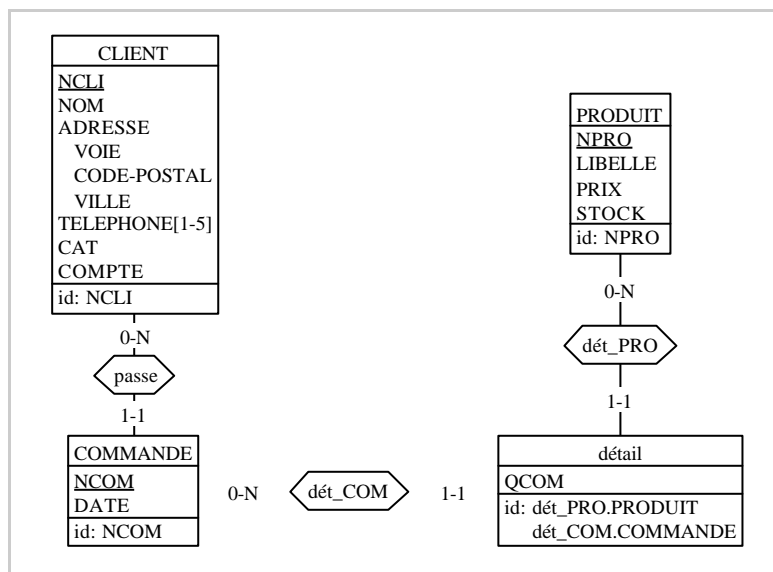 CLIENT
NCLI
NOM
ADRESSE
VOIE
CODE-POSTAL
VILLE
TELEPHONE[1-5]
CAT
COMPTE
id: NCLI
0-N
passe
1-1
COMMANDE
NCOM
DATE
id: NCOM
0-N
dét_COM
1-1
PRODUIT
NPRO
LIBELLE
PRIX
STOCK
id: NPRO
0-N
dét_PRO
1-1
détail
QCOM
id: dét_PRO.PRODUIT
dét_COM.COMMANDE